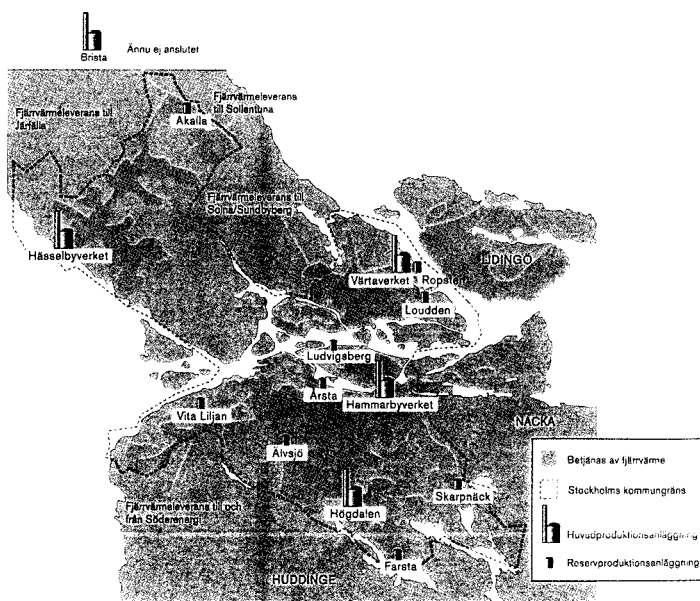 Brista
Ännu ej anslutet
Fjärrvärmeleverans till
Järfälla
Fjärrvärmeleverans
till Sollentuna
Akalla
Fjärrvärmeleverans till
Solna/Sundbyberg
Hässelbyverket
Värtaverket
Ropsten
LIDINGÖ
Loudden
Ludvigsberg
Årsta
Hammarbyverket
Vita Liljan
NACKA
Älvsjö
Skarpnäck
Högdalen
Fjärrvärmeleverans till och
från Söderenergi
Farsta
HUDDINGE
Betjänas av fjärrvärme
Stockholms kommungräns
Huvudproduktionsanläggning
Reservproduktionsanläggning